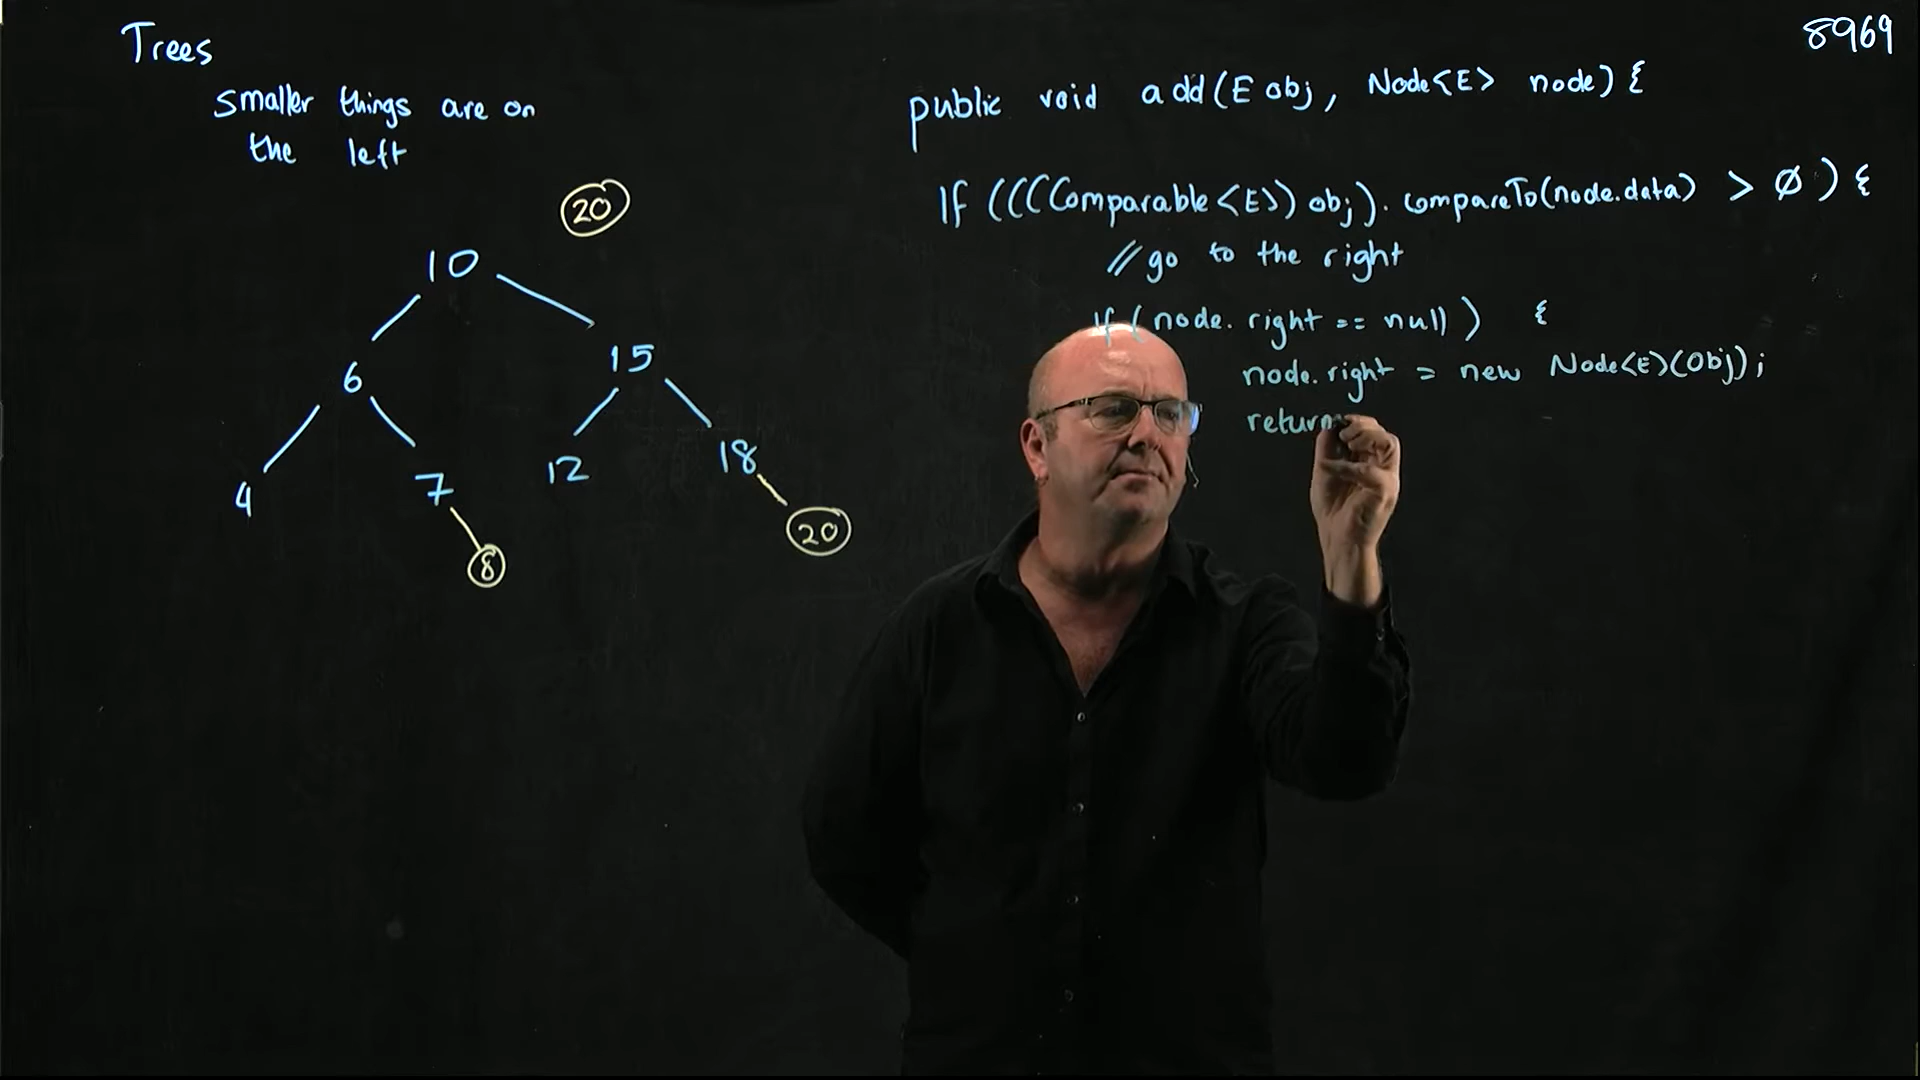 Trees
8969
smaller things are on
the left
20
10
6
15
4
7
12
18
8
20
public void add(E obj, Node<E> node) {
If (((Comparable<E>) obj). compareTo(node.data) > Ø ) {
// go to the right
if (node. right == null) {
node. right = new Node<E>(Obj);
return